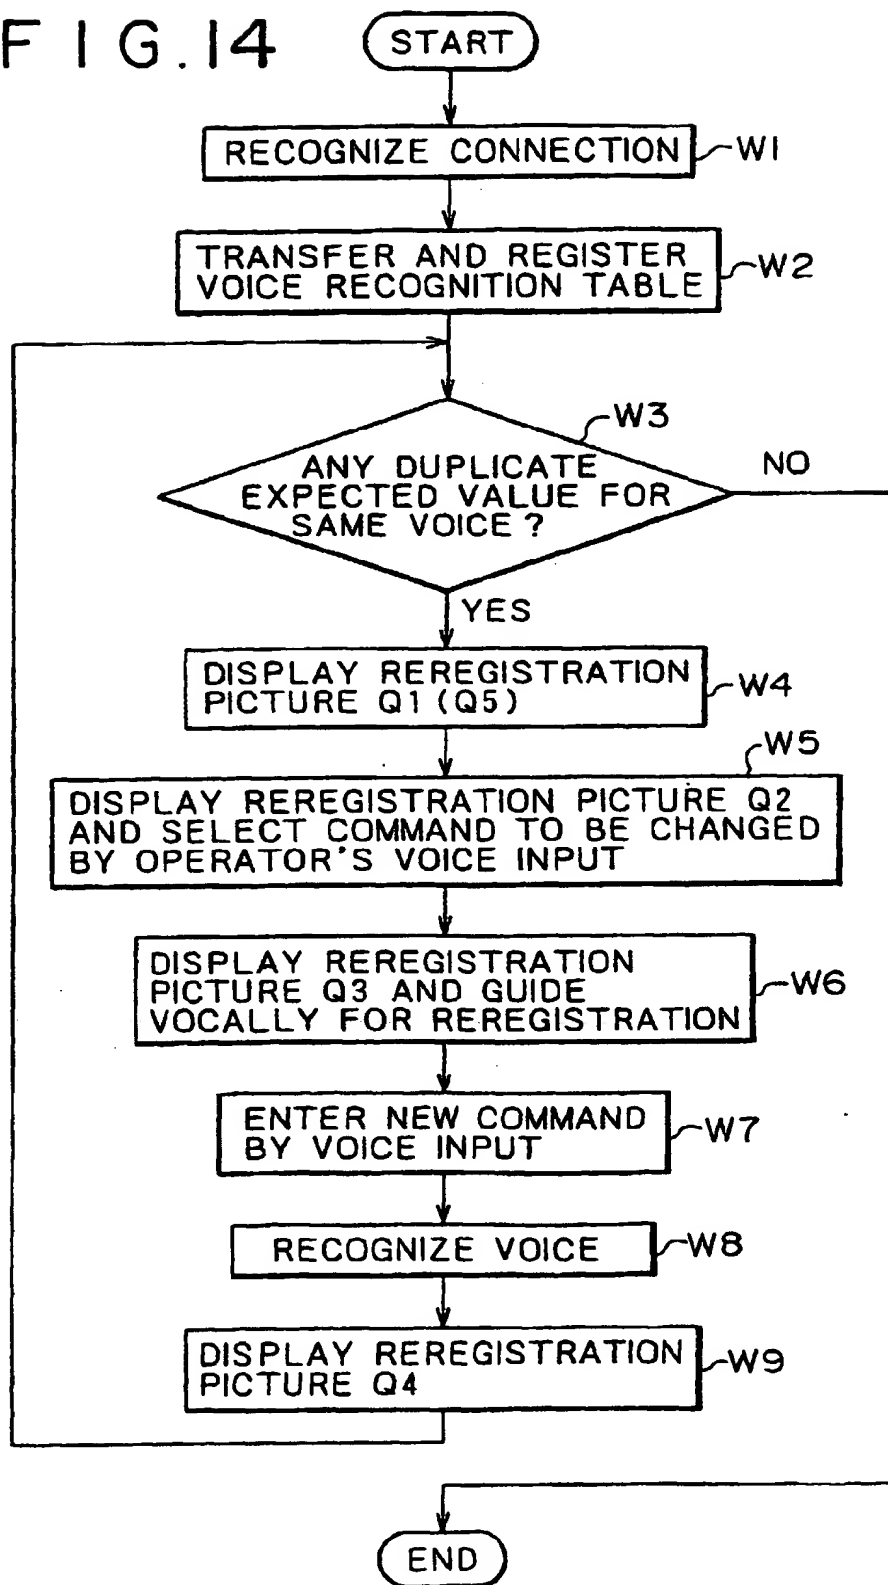 FIG.14
START
RECOGNIZE CONNECTION
W1
TRANSFER AND REGISTER
VOICE RECOGNITION TABLE
W2
W3
ANY DUPLICATE
EXPECTED VALUE FOR
SAME VOICE?
NO
YES
DISPLAY REREGISTRATION
PICTURE Q1(Q5)
W4
W5
DISPLAY REREGISTRATION PICTURE Q2
AND SELECT COMMAND TO BE CHANGED
BY OPERATOR'S VOICE INPUT
DISPLAY REREGISTRATION
PICTURE Q3 AND GUIDE
VOCALLY FOR REREGISTRATION
W6
ENTER NEW COMMAND
BY VOICE INPUT
W7
RECOGNIZE VOICE
W8
DISPLAY REREGISTRATION
PICTURE Q4
W9
END